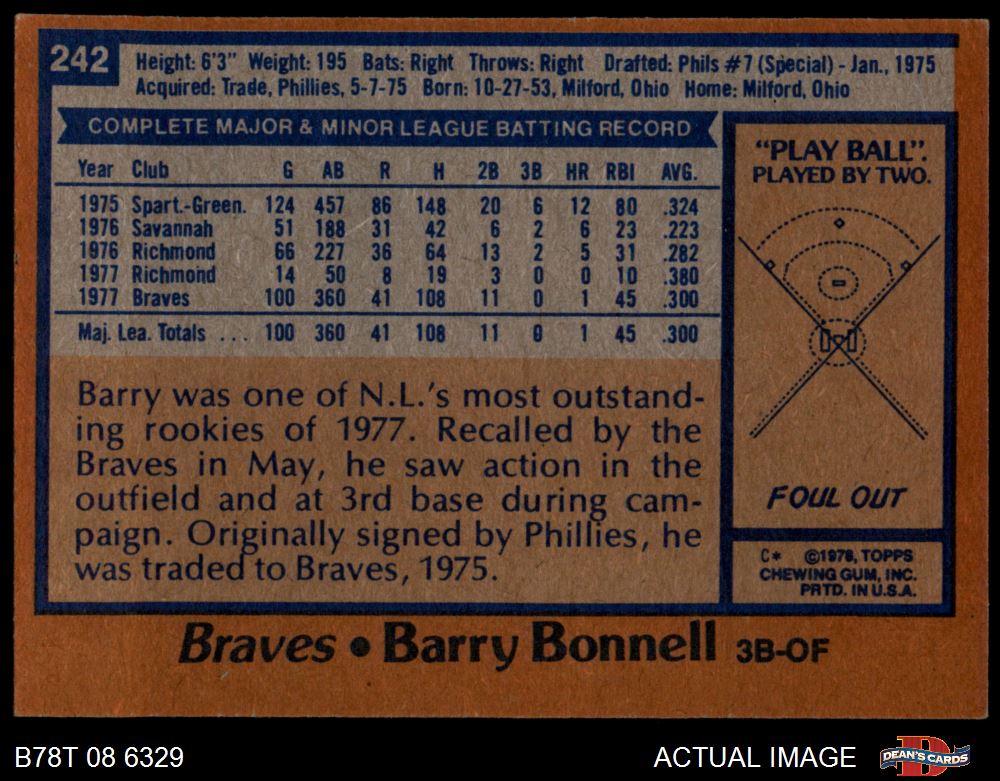 242
Height: 6'3" Weight: 195 Bats: Right Throws: Right Drafted: Phils #7 (Special) - Jan., 1975
Acquired: Trade, Phillies, 5-7-75 Born: 10-27-53, Milford, Ohio Home: Milford, Ohio
COMPLETE MAJOR & MINOR LEAGUE BATTING RECORD
Year Club G AB R H 2B 3B HR RBI AVG.
1975 Spart.-Green. 124 457 86 148 20 6 12 80 .324
1976 Savannah 51 188 31 42 6 2 6 23 .223
1976 Richmond 66 227 36 64 13 2 5 31 .282
1977 Richmond 14 50 8 19 3 0 0 10 .380
1977 Braves 100 360 41 108 11 0 1 45 .300
Maj. Lea. Totals ... 100 360 41 108 11 0 1 45 .300
Barry was one of N.L.'s most outstand-
ing rookies of 1977. Recalled by the
Braves in May, he saw action in the
outfield and at 3rd base during cam-
paign. Originally signed by Phillies, he
was traded to Braves, 1975.
"PLAY BALL".
PLAYED BY TWO.
FOUL OUT
C* ©1978, TOPPS
CHEWING GUM, INC.
PRTD. IN U.S.A.
Braves • Barry Bonnell 3B-OF
B78T 08 6329
ACTUAL IMAGE
DEAN'S CARDS